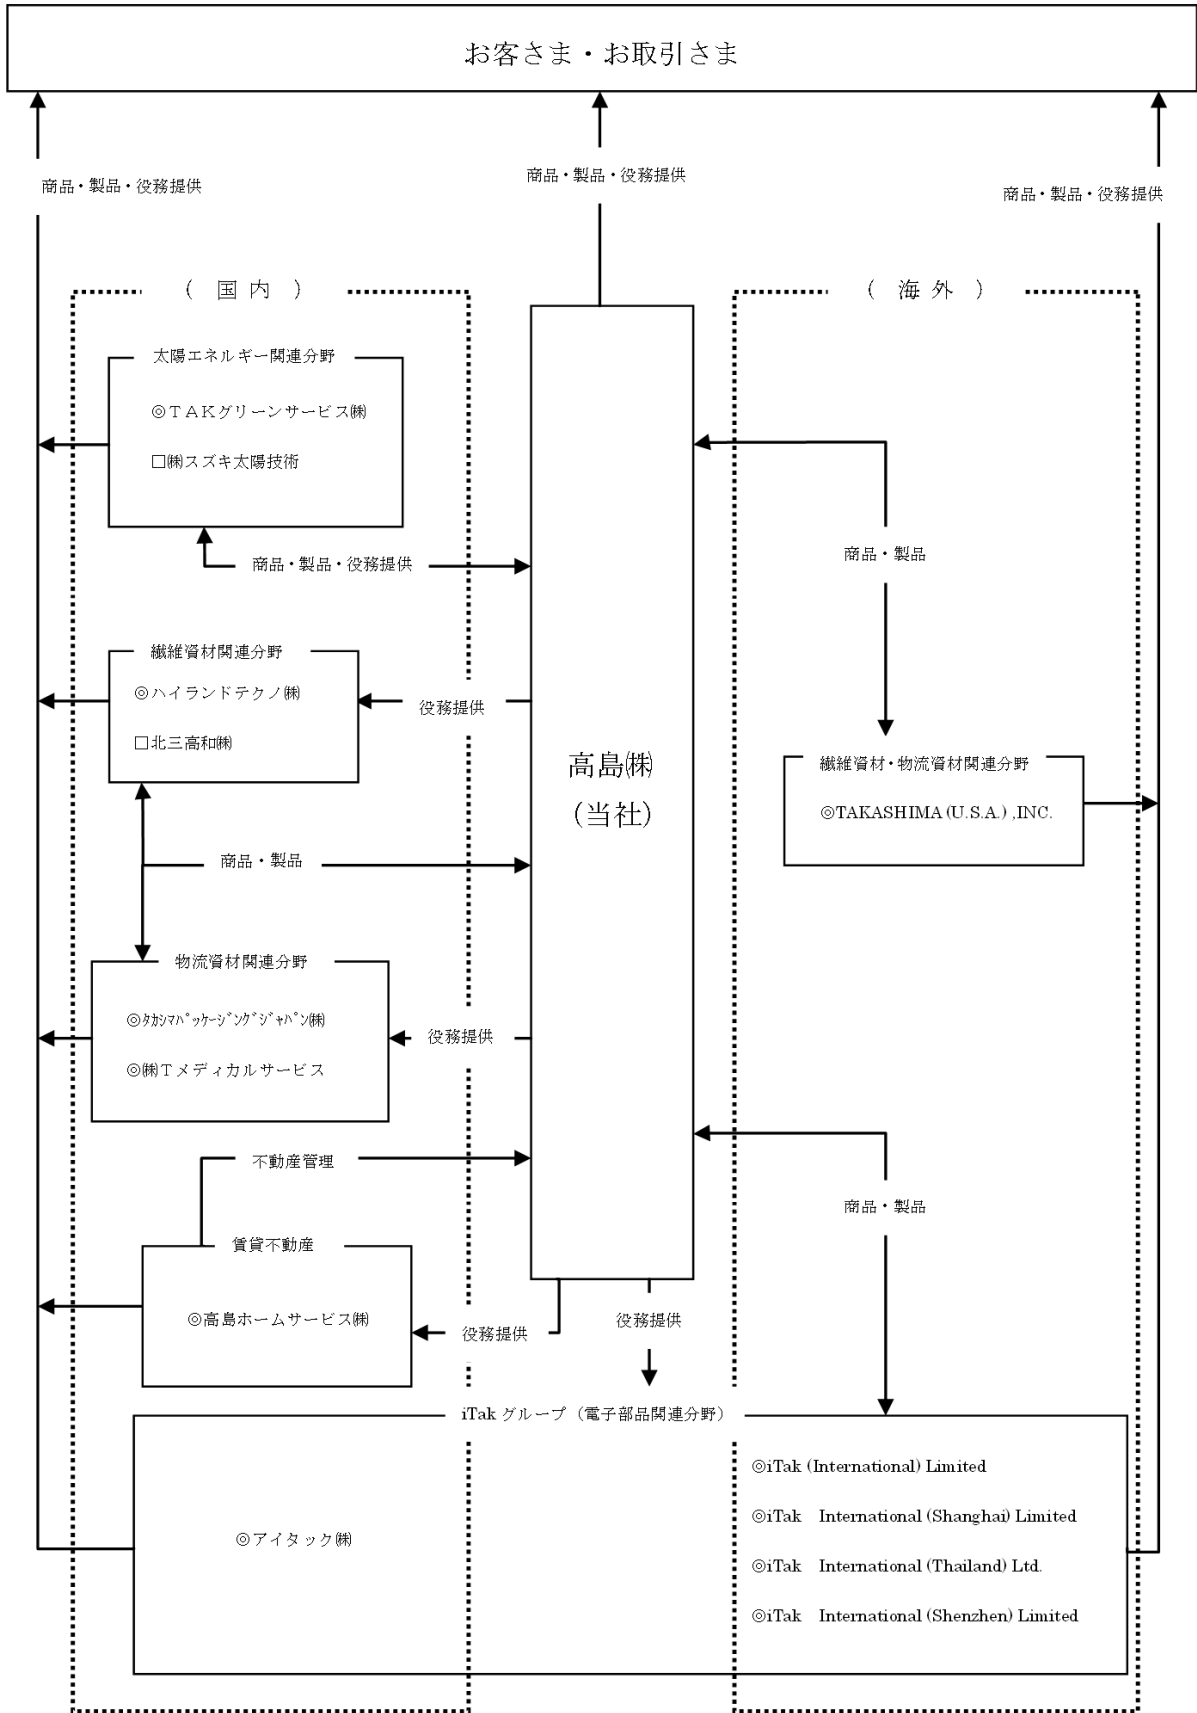 お客さま・お取引さま
商品・製品・役務提供
商品・製品・役務提供
商品・製品・役務提供
（　国 内　）
（　海 外　）
太陽エネルギー関連分野
◎ＴＡＫグリーンサービス㈱
□㈱スズキ太陽技術
商品・製品・役務提供
繊維資材関連分野
◎ハイランドテクノ㈱
□北三高和㈱
役務提供
商品・製品
物流資材関連分野
◎ﾀｶｼﾏﾊﾟｯｹｰｼﾞﾝｸﾞｼﾞｬﾊﾟﾝ㈱
◎㈱Ｔメディカルサービス
役務提供
不動産管理
賃貸不動産
◎高島ホームサービス㈱
役務提供
高島㈱
（当社）
役務提供
商品・製品
繊維資材・物流資材関連分野
◎TAKASHIMA (U.S.A.) ,INC.
商品・製品
iTak グループ（電子部品関連分野）
◎アイタック㈱
◎iTak (International) Limited
◎iTak　International (Shanghai) Limited
◎iTak　International (Thailand) Ltd.
◎iTak　International (Shenzhen) Limited